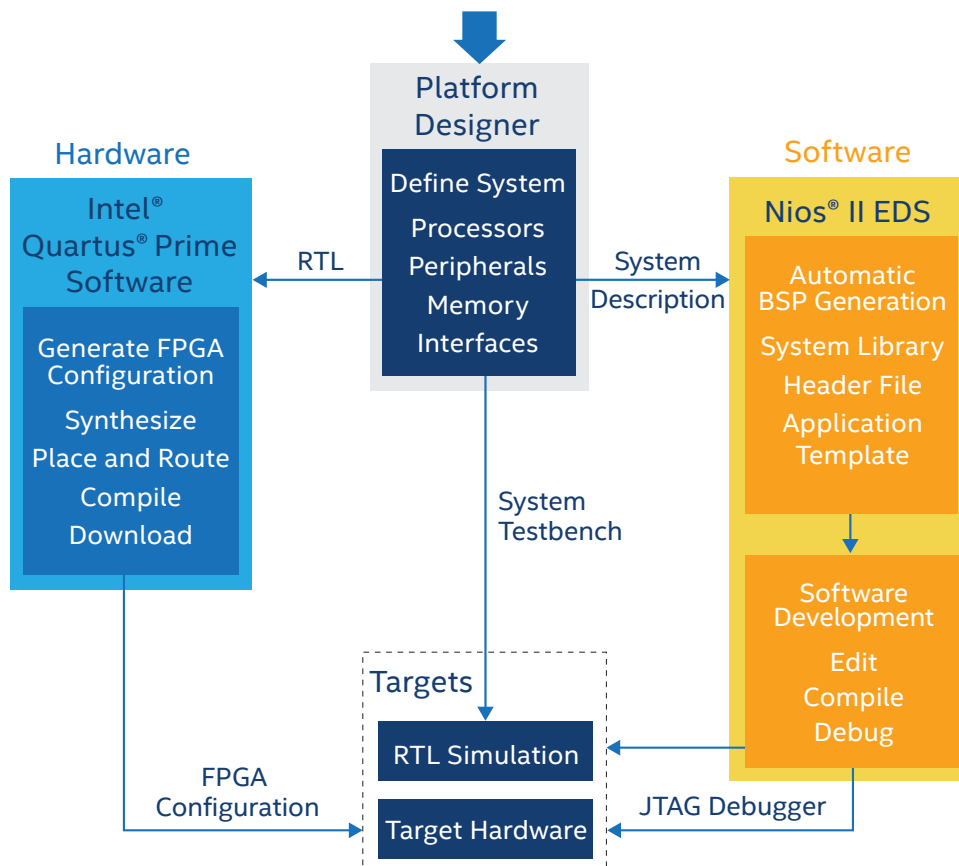 Platform
Designer
Define System
Processors
Peripherals
Memory
Interfaces
Hardware
Intel®
Quartus® Prime
Software
Generate FPGA
Configuration
Synthesize
Place and Route
Compile
Download
RTL
System
Description
Software
Nios® II EDS
Automatic
BSP Generation
System Library
Header File
Application
Template
Software
Development
Edit
Compile
Debug
System
Testbench
Targets
RTL Simulation
Target Hardware
FPGA
Configuration
JTAG Debugger